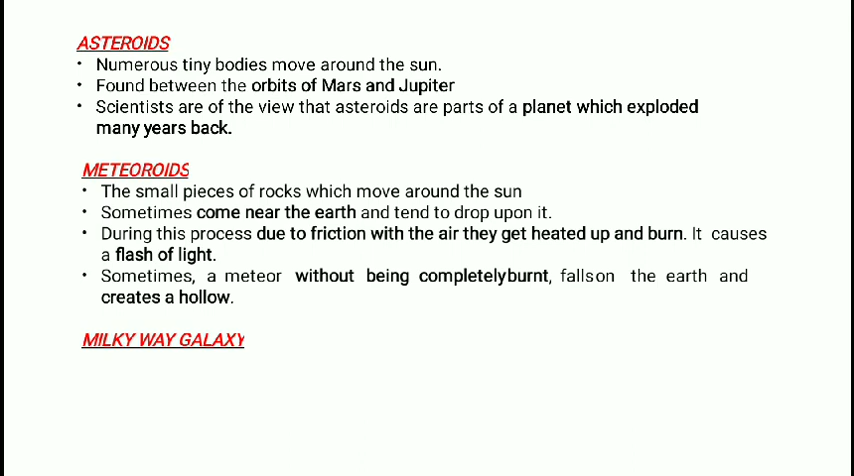 ASTEROIDS
• Numerous tiny bodies move around the sun.
• Found between the orbits of Mars and Jupiter
• Scientists are of the view that asteroids are parts of a planet which exploded
many years back.
METEOROIDS
• The small pieces of rocks which move around the sun
• Sometimes come near the earth and tend to drop upon it.
• During this process due to friction with the air they get heated up and burn. It causes
a flash of light.
• Sometimes, a meteor without being completelyburnt, fallson the earth and
creates a hollow.
MILKY WAY GALAXY